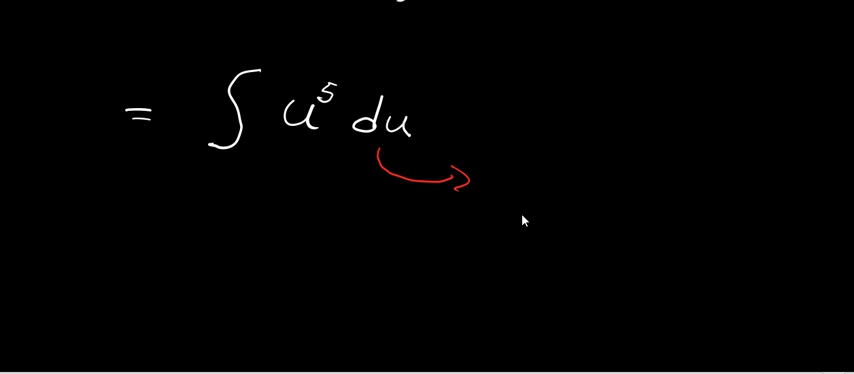 = ∫ u⁵ du